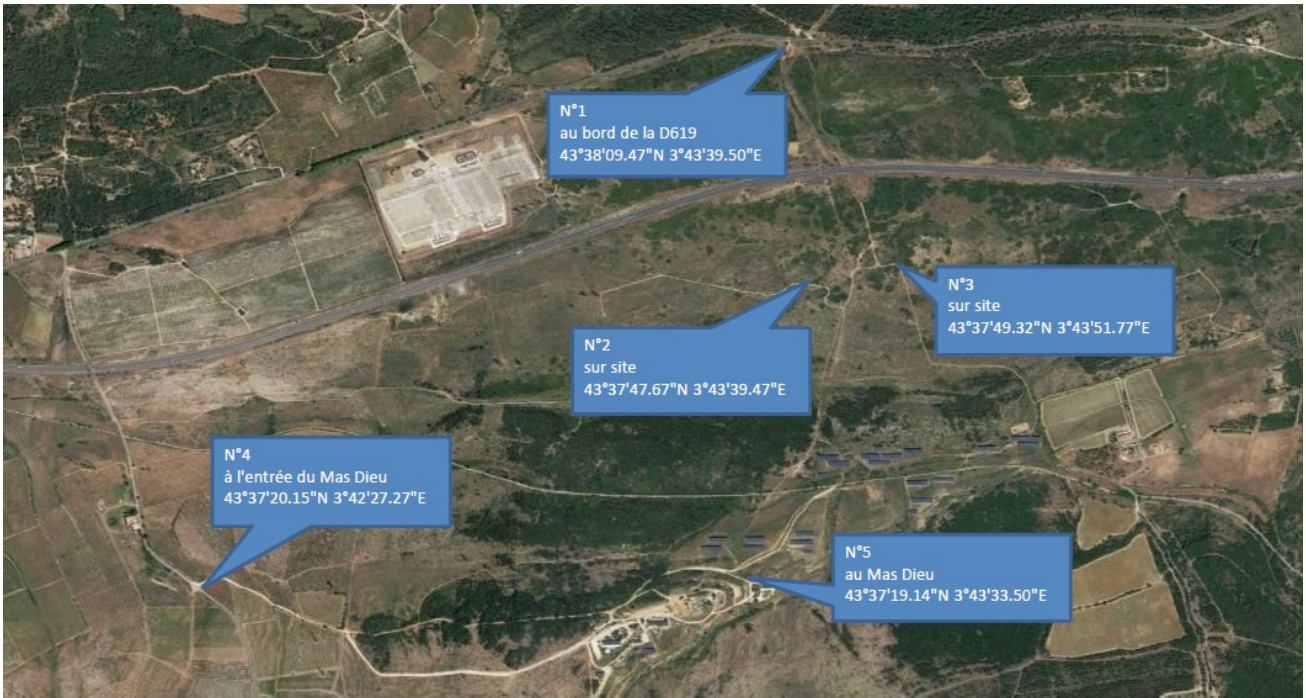 N°1
au bord de la D619
43°38'09.47"N 3°43'39.50"E
N°3
sur site
43°37'49.32"N 3°43'51.77"E
N°2
sur site
43°37'47.67"N 3°43'39.47"E
N°4
à l'entrée du Mas Dieu
43°37'20.15"N 3°42'27.27"E
N°5
au Mas Dieu
43°37'19.14"N 3°43'33.50"E